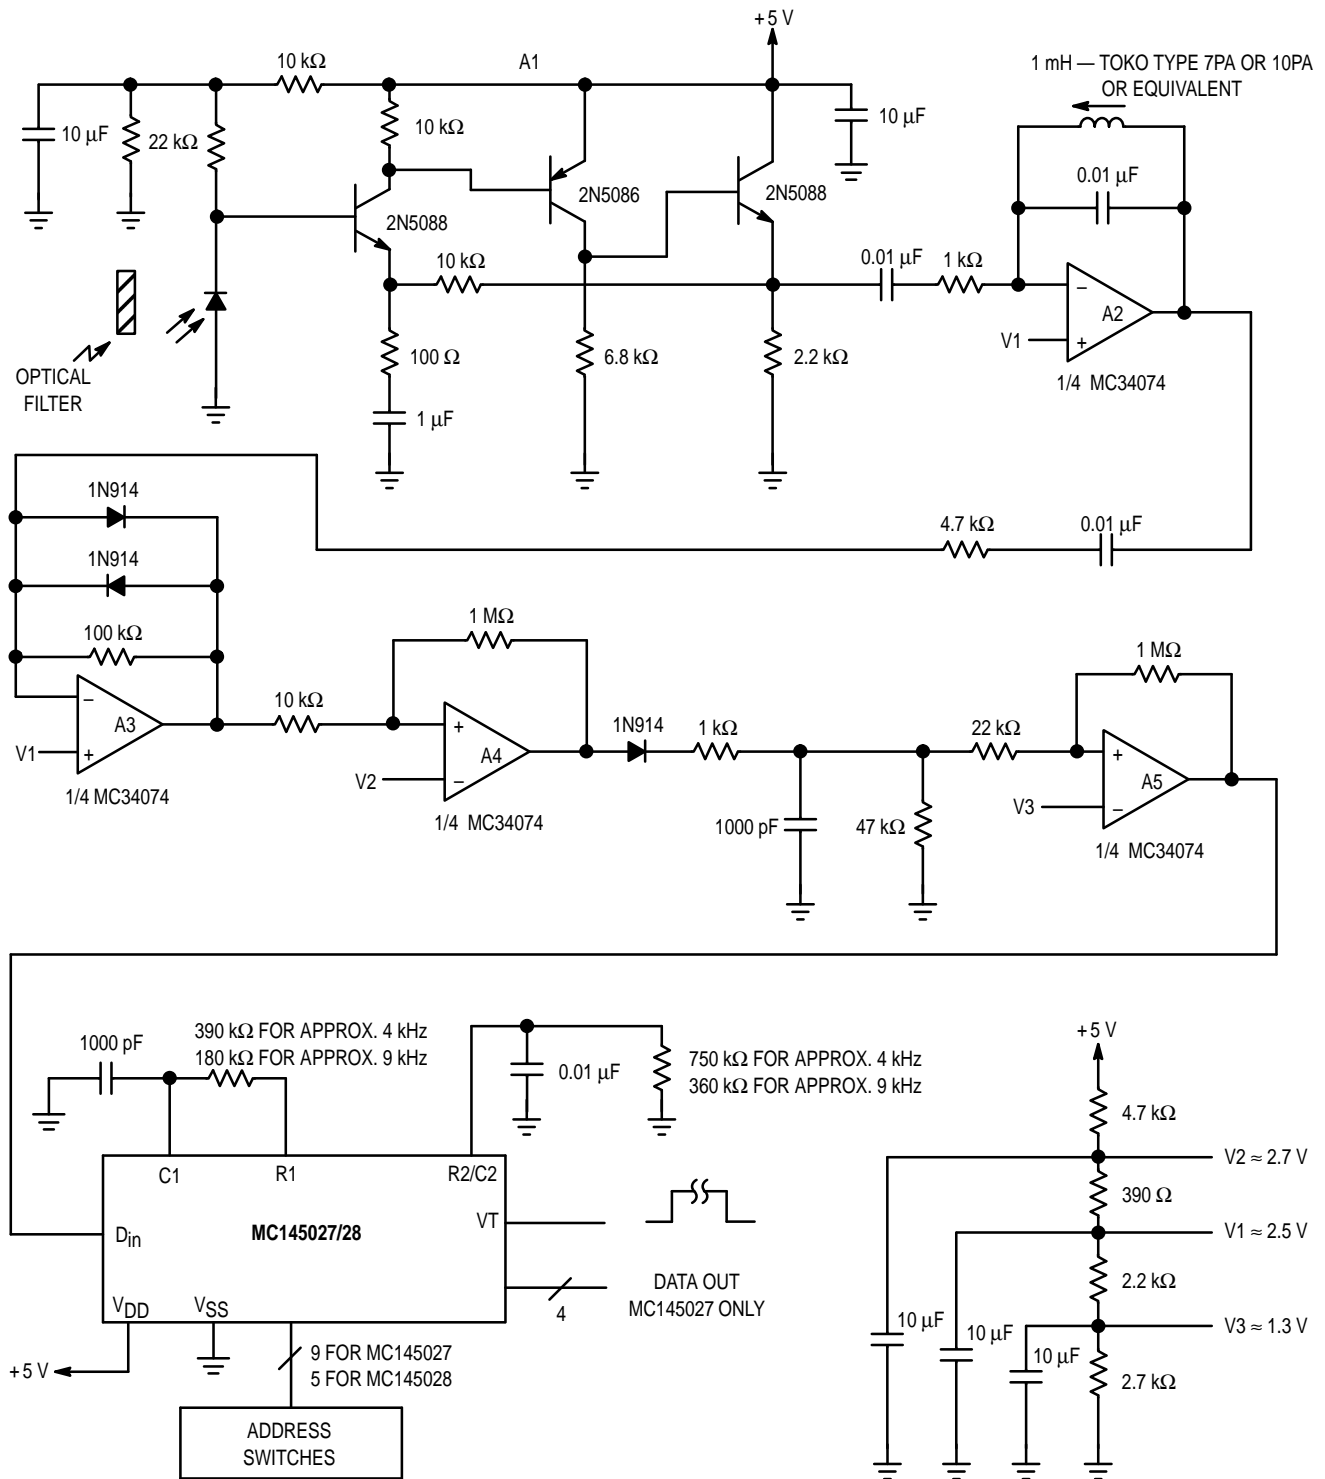 + 5 V
10 kΩ
A1
1 mH — TOKO TYPE 7PA OR 10PA
OR EQUIVALENT
10 µF
22 kΩ
10 kΩ
10 µF
2N5088
2N5086
2N5088
0.01 µF
10 kΩ
0.01 µF
1 kΩ
–
A2
V1
+
1/4 MC34074
OPTICAL
FILTER
100 Ω
6.8 kΩ
2.2 kΩ
1 µF
1N914
4.7 kΩ
0.01 µF
1N914
100 kΩ
1 MΩ
1 MΩ
–
A3
V1
+
1/4 MC34074
10 kΩ
+
A4
V2
–
1/4 MC34074
1N914
1 kΩ
22 kΩ
+
A5
V3
–
1/4 MC34074
1000 pF
47 kΩ
1000 pF
390 kΩ FOR APPROX. 4 kHz
180 kΩ FOR APPROX. 9 kHz
0.01 µF
750 kΩ FOR APPROX. 4 kHz
360 kΩ FOR APPROX. 9 kHz
C1
R1
R2/C2
Din
MC145027/28
VT
VDD
VSS
4
DATA OUT
MC145027 ONLY
+ 5 V
9 FOR MC145027
5 FOR MC145028
ADDRESS
SWITCHES
+ 5 V
4.7 kΩ
V2 ≈ 2.7 V
390 Ω
V1 ≈ 2.5 V
2.2 kΩ
V3 ≈ 1.3 V
10 µF
10 µF
10 µF
2.7 kΩ